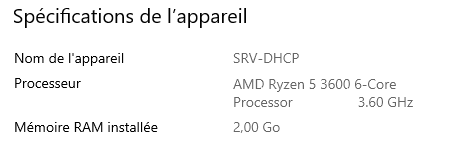 Spécifications de l’appareil
Nom de l'appareil SRV-DHCP
Processeur AMD Ryzen 5 3600 6-Core
Processor 3.60 GHz
Mémoire RAM installée 2,00 Go